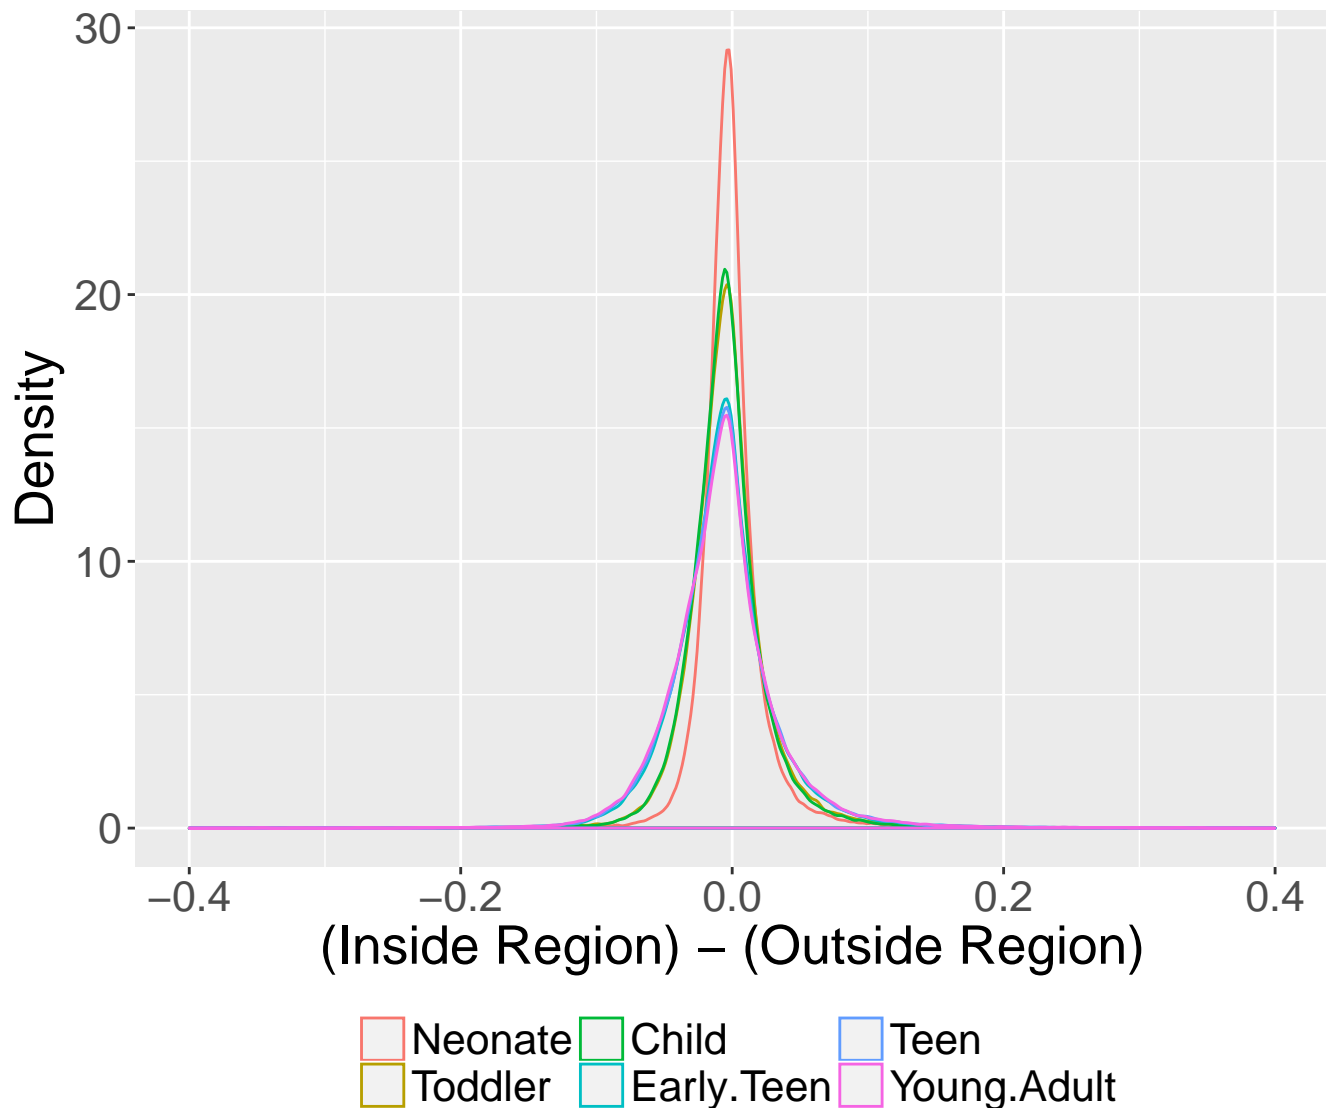 30
20
10
0
Density
−0.4 −0.2 0.0 0.2 0.4
(Inside Region) − (Outside Region)
Neonate Child Teen
Toddler Early.Teen Young.Adult